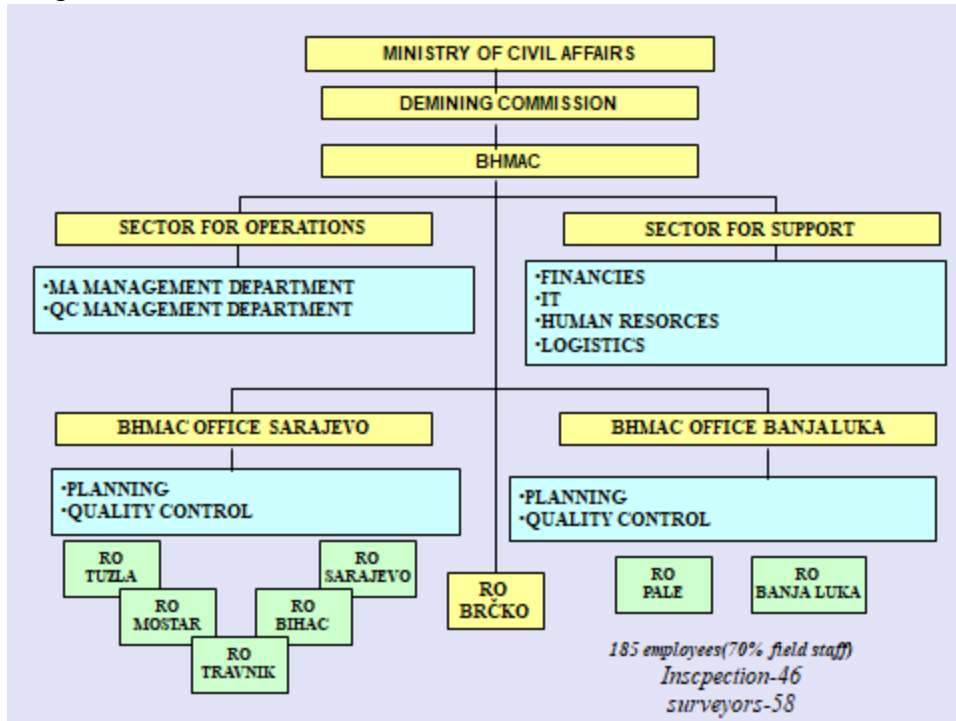 MINISTRY OF CIVIL AFFAIRS
DEMINING COMMISSION
BHMAC
SECTOR FOR OPERATIONS
·MA MANAGEMENT DEPARTMENT
·QC MANAGEMENT DEPARTMENT
SECTOR FOR SUPPORT
·FINANCIES
·IT
·HUMAN RESORCES
·LOGISTICS
BHMAC OFFICE SARAJEVO
·PLANNING
·QUALITY CONTROL
BHMAC OFFICE BANJALUKA
·PLANNING
·QUALITY CONTROL
RO
TUZLA
RO
MOSTAR
RO
TRAVNIK
RO
BIHAC
RO
SARAJEVO
RO
BRČKO
RO
PALE
RO
BANJA LUKA
185 employees(70% field staff)
Inscpection-46
surveyors-58